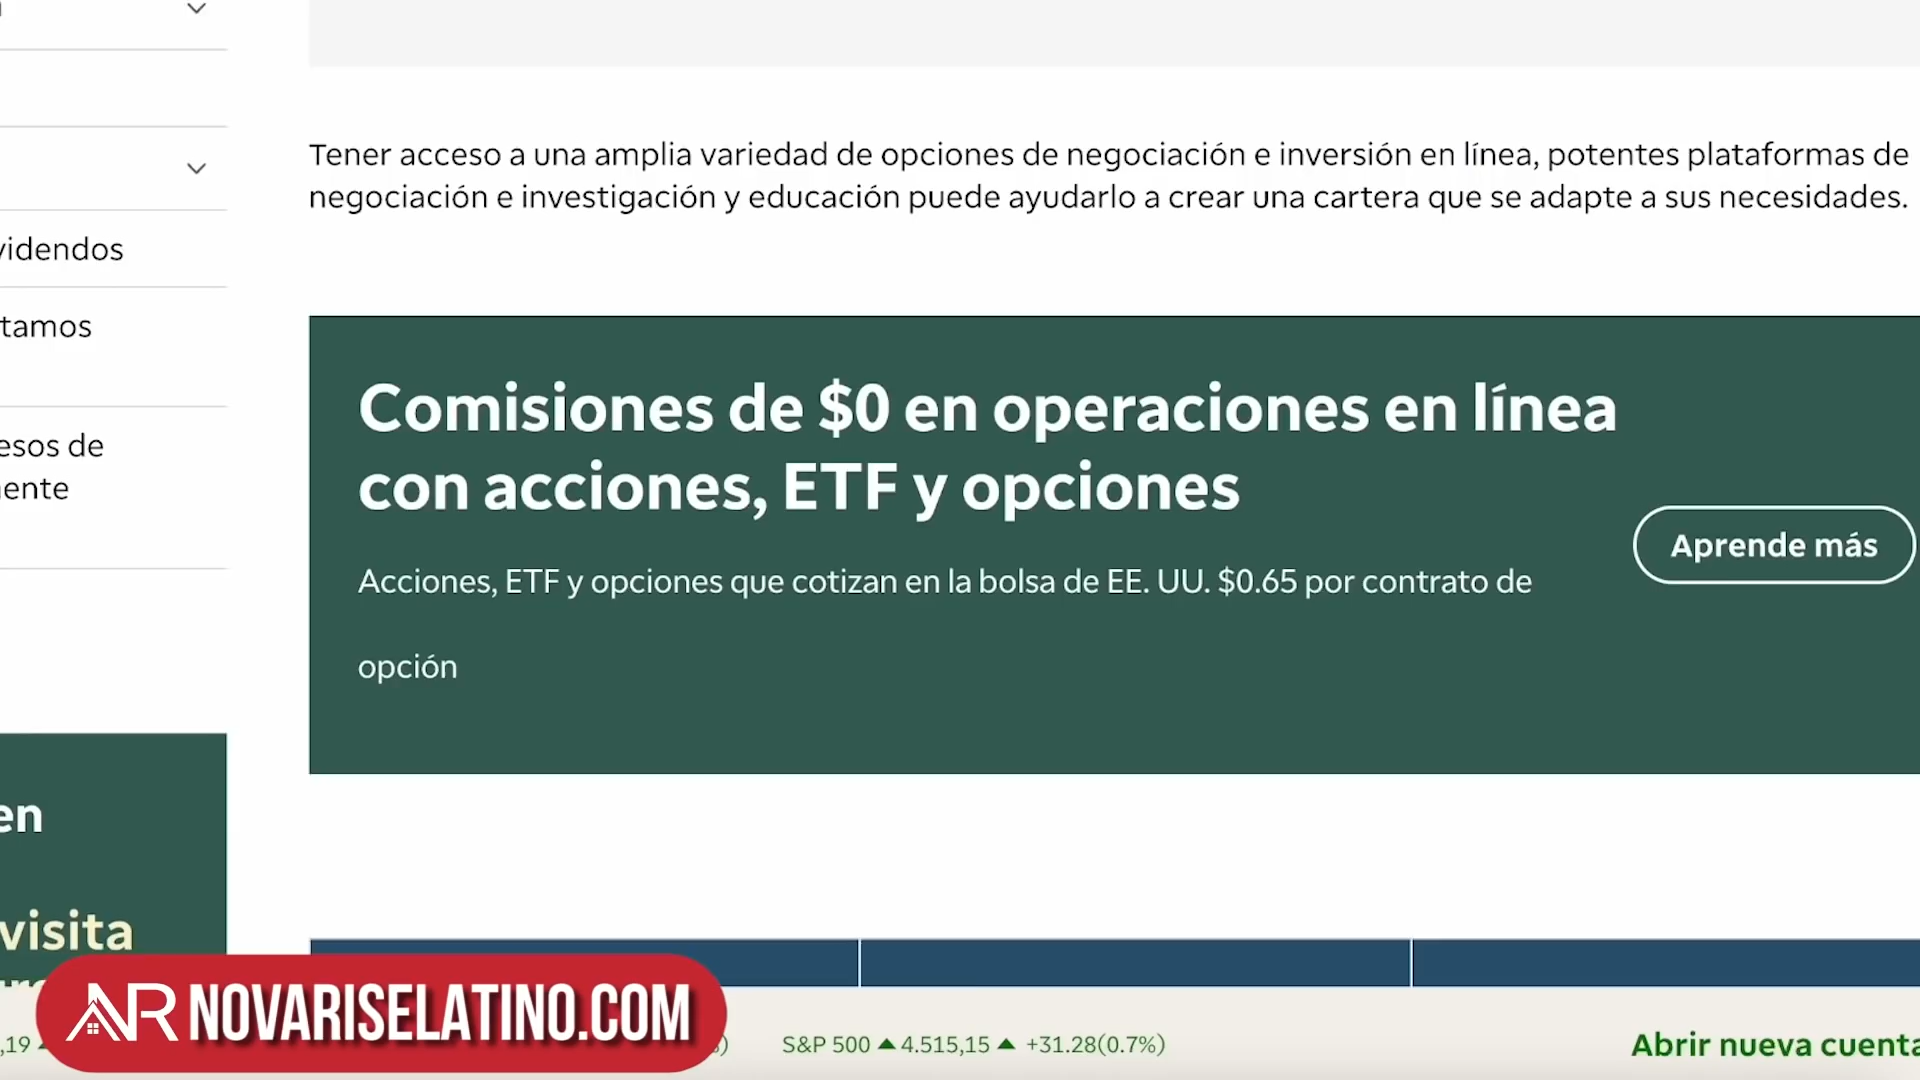 videndos
tamos
esos de
ente
en
visita
Tener acceso a una amplia variedad de opciones de negociación e inversión en línea, potentes plataformas de
negociación e investigación y educación puede ayudarlo a crear una cartera que se adapte a sus necesidades.
Comisiones de $0 en operaciones en línea
con acciones, ETF y opciones
Acciones, ETF y opciones que cotizan en la bolsa de EE. UU. $0.65 por contrato de
opción
Aprende más
NR NOVARISELATINO.COM
,19
S&P 500 ▲ 4.515,15 ▲ +31.28(0.7%)
Abrir nueva cuenta